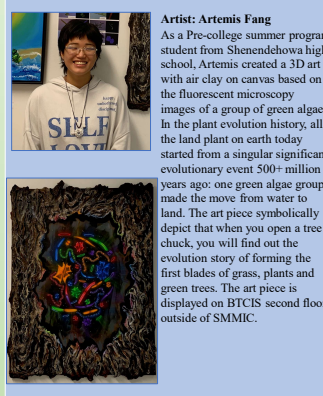 Artist: Artemis Fang
As a Pre-college summer program
student from Shenendehowa high
school, Artemis created a 3D art
with air clay on canvas based on
the fluorescent microscopy
images of a group of green algae.
In the plant evolution history, all
the land plant on earth today
started from a singular significan
evolutionary event 500+ million
years ago: one green algae group
made the move from water to
land. The art piece symbolically
depict that when you open a tree
chuck, you will find out the
evolution story of forming the
first blades of grass, plants and
green trees. The art piece is
displayed on BTCIS second floor
outside of SMMIC.
SELF
LOVE